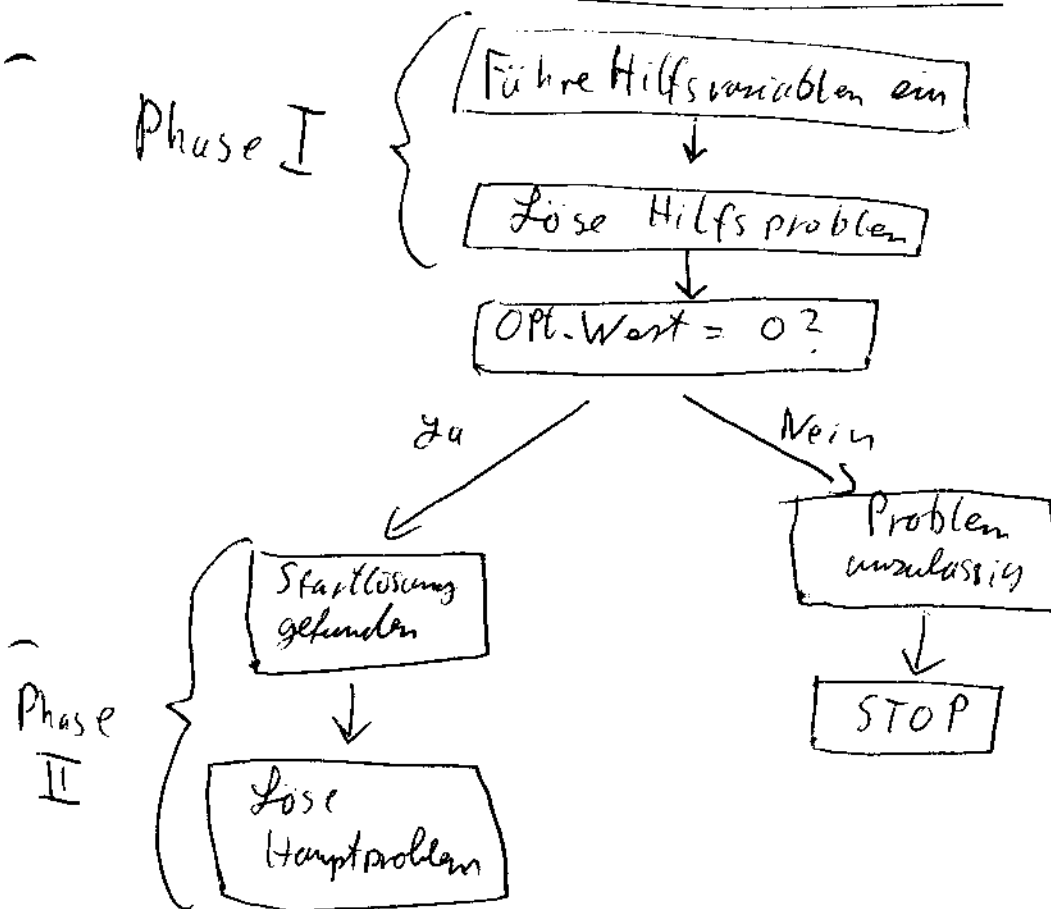 Führe Hilfsvariablen ein
Phase I
Löse Hilfsproblem
Opt.Wert = 0?
Ja
Nein
Problem
unzulässig
Startlösung
gefunden
STOP
Phase
II
Löse
Hauptproblem